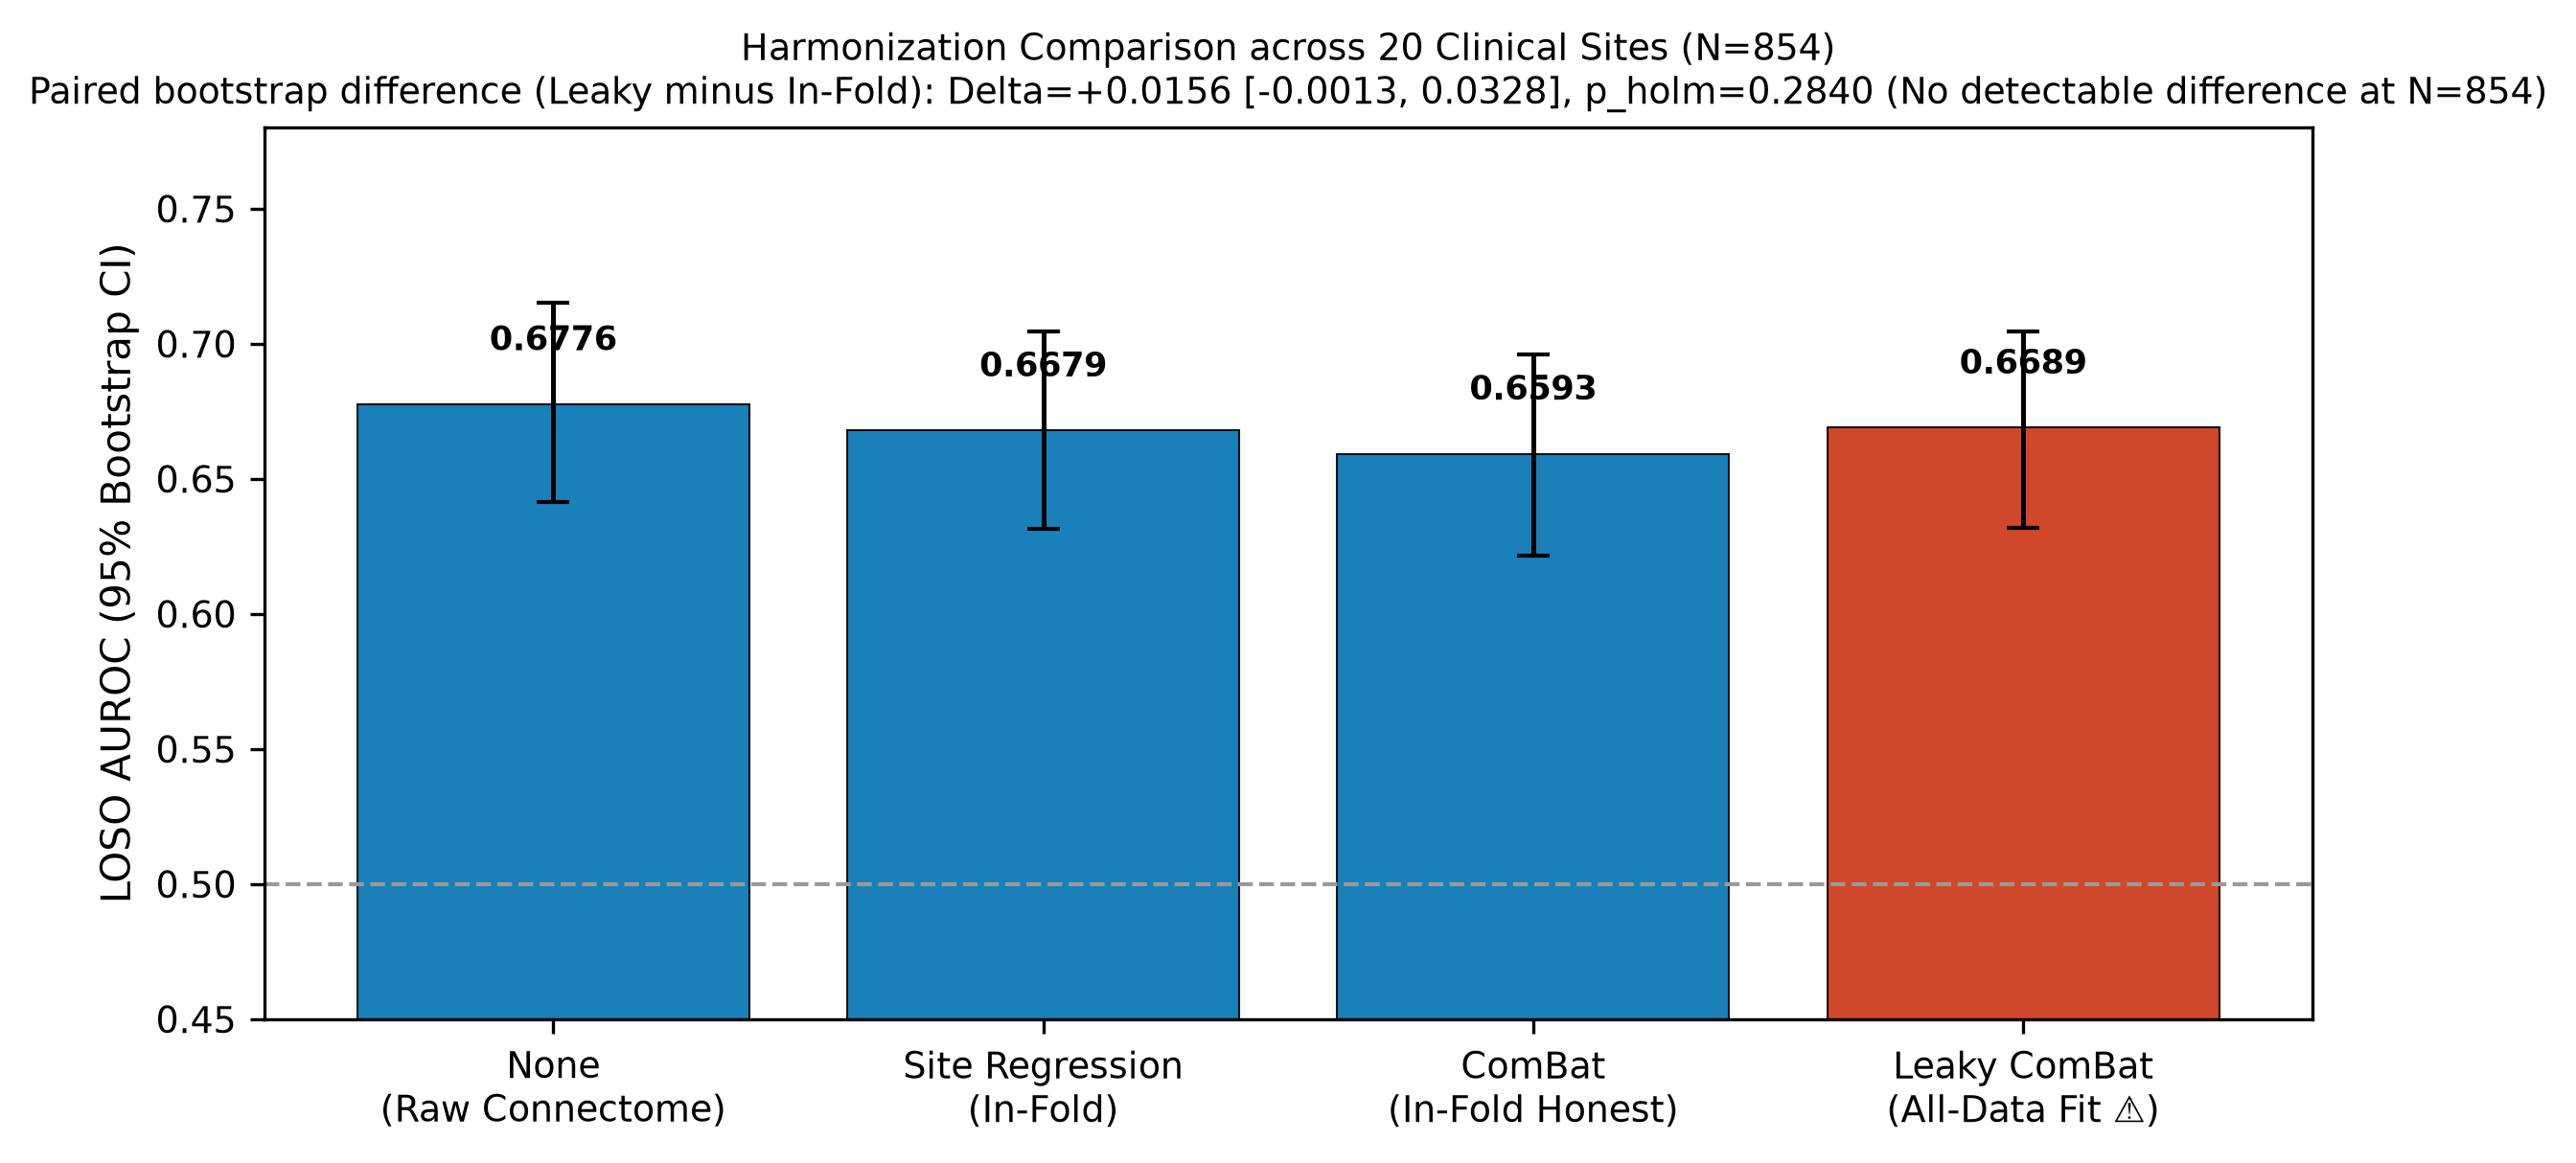 Harmonization Comparison across 20 Clinical Sites (N=854)
Paired bootstrap difference (Leaky minus In-Fold): Delta=+0.0156 [-0.0013, 0.0328], p_holm=0.2840 (No detectable difference at N=854)
LOSO AUROC (95% Bootstrap CI)
0.75
0.70
0.65
0.60
0.55
0.50
0.45
0.6776
0.6679
0.6593
0.6689
None
(Raw Connectome)
Site Regression
(In-Fold)
ComBat
(In-Fold Honest)
Leaky ComBat
(All-Data Fit ⚠)